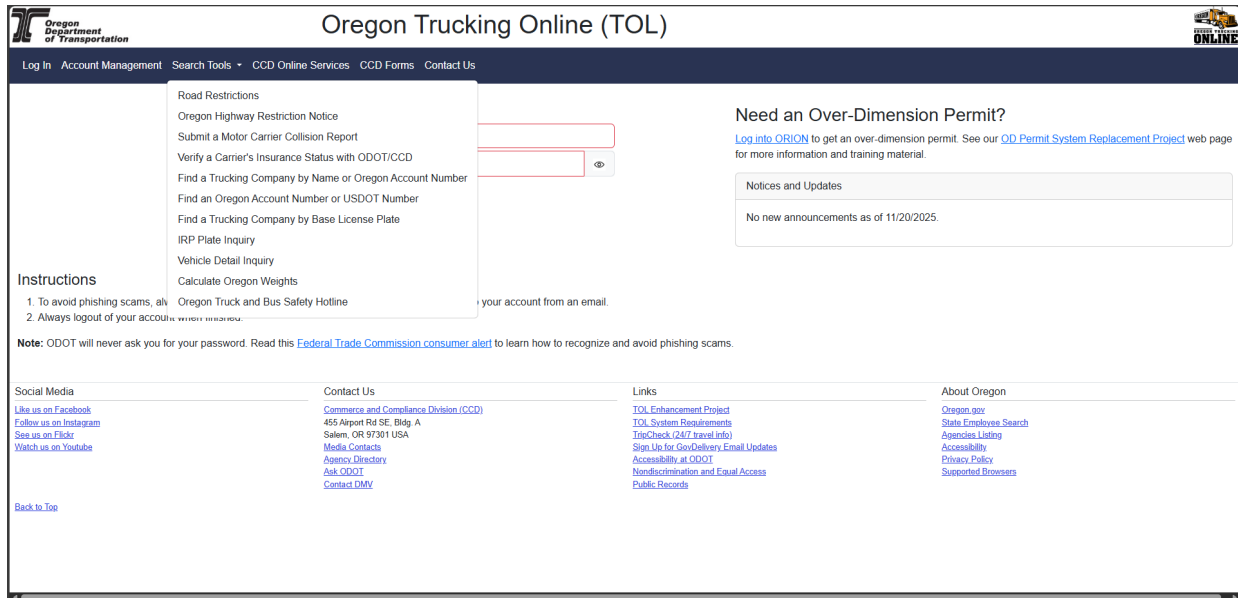 Oregon
Department
of Transportation
Oregon Trucking Online (TOL)
OREGON TRUCKING
ONLINE
Log In Account Management Search Tools CCD Online Services CCD Forms Contact Us
Road Restrictions
Oregon Highway Restriction Notice
Submit a Motor Carrier Collision Report
Verify a Carrier's Insurance Status with ODOT/CCD
Find a Trucking Company by Name or Oregon Account Number
Find an Oregon Account Number or USDOT Number
Find a Trucking Company by Base License Plate
IRP Plate Inquiry
Vehicle Detail Inquiry
Calculate Oregon Weights
Oregon Truck and Bus Safety Hotline
Need an Over-Dimension Permit?
Log into ORION to get an over-dimension permit. See our OD Permit System Replacement Project web page
for more information and training material.
Notices and Updates
No new announcements as of 11/20/2025.
Instructions
1. To avoid phishing scams, your account from an email.
2. Always logout of your account when finished.
Note: ODOT will never ask you for your password. Read this Federal Trade Commission consumer alert to learn how to recognize and avoid phishing scams.
Social Media
Like us on Facebook
Follow us on Instagram
See us on Flickr
Watch us on Youtube
Contact Us
Commerce and Compliance Division (CCD)
455 Airport Rd SE, Bldg. A
Salem, OR 97301 USA
Media Contacts
Agency Directory
Ask ODOT
Contact DMV
Links
TOL Enhancement Project
TOL System Requirements
TripCheck (24/7 travel info)
Sign Up for GovDelivery Email Updates
Accessibility at ODOT
Nondiscrimination and Equal Access
Public Records
About Oregon
Oregon.gov
State Employee Search
Agencies Listing
Accessibility
Privacy Policy
Supported Browsers
Back to Top